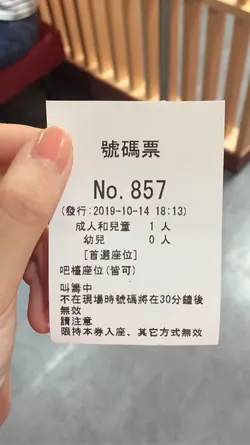 號碼票
No. 857
(發行:2019-10-14 18:13)
成人和兒童 1 人
幼兒 0 人
[首選座位]
吧檯座位(皆可)
叫籌中
不在現場時號碼將在30分鐘後
無效
請注意
限持本券入座、其它方式無效